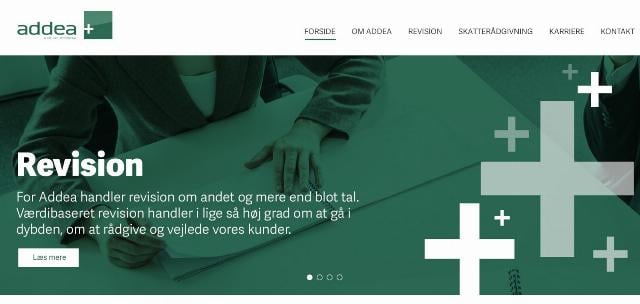 addea
FORSIDE OM ADDEA REVISION SKATTERÅDGIVNING KARRIERE KONTAKT
Revision
For Addea handler revision om andet og mere end blot tal.
Værdibaseret revision handler i lige så høj grad om at gå i
dybden, om at rådgive og vejlede vores kunder.
Læs mere